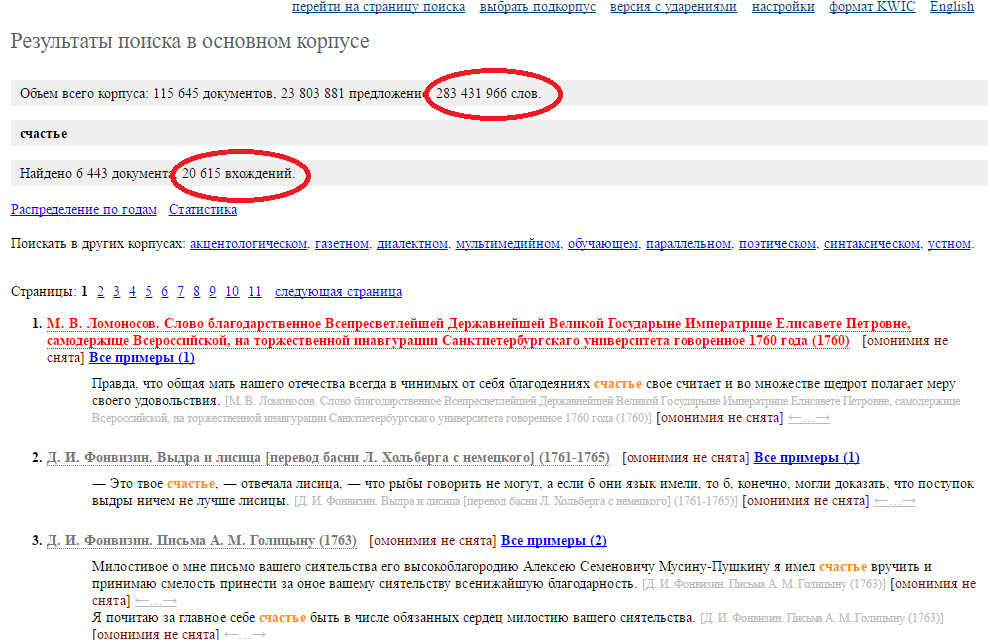 перейти на страницу поиска выбрать подкорпус версия с ударениями настройки формат KWIC English
Результаты поиска в основном корпусе
Объем всего корпуса: 115 645 документов, 23 803 881 предложени 283 431 966 слов.
счастье
Найдено 6 443 документа, 20 615 вхождений.
Распределение по годам Статистика
Поискать в других корпусах: акцентологическом, газетном, диалектном, мультимедийном, обучающем, параллельном, поэтическом, синтаксическом, устном.
Страницы: 1 2 3 4 5 6 7 8 9 10 11 следующая страница
1. М. В. Ломоносов. Слово благодарственное Всепресветлейшей Державнейшей Великой Государыне Императрице Елисавете Петровне,
самодержице Всероссийской, на торжественной инавгурации Санктпетербургскаго университета говоренное 1760 года (1760) [омонимия не
снята] Все примеры (1)
Правда, что общая мать нашего отечества всегда в чинимых от себя благодеяниях счастье свое считает и во множестве щедрот полагает меру
своего удовольствия. [М. В. Ломоносов. Слово благодарственное Всепресветлейшей Державнейшей Великой Государыне Императрице Елисавете Петровне, самодержице
Всероссийской, на торжественной инавгурации Санктпетербургскаго университета говоренное 1760 года (1760)] [омонимия не снята] ←…→
2. Д. И. Фонвизин. Выдра и лисица [перевод басни Л. Хольберга с немецкого] (1761-1765) [омонимия не снята] Все примеры (1)
― Это твое счастье, ― отвечала лисица, ― что рыбы говорить не могут, а если б они язык имели, то б, конечно, могли доказать, что поступок
выдры ничем не лучше лисицы. [Д. И. Фонвизин. Выдра и лисица [перевод басни Л. Хольберга с немецкого] (1761-1765)] [омонимия не снята] ←…→
3. Д. И. Фонвизин. Письма А. М. Голицыну (1763) [омонимия не снята] Все примеры (2)
Милостивое о мне письмо вашего сиятельства его высокоблагородию Алексею Семеновичу Мусину-Пушкину я имел счастье вручить и
принимаю смелость принести за оное вашему сиятельству всенижайшую благодарность. [Д. И. Фонвизин. Письма А. М. Голицыну (1763)] [омонимия не
снята] ←…→
Я почитаю за главное себе счастье быть в числе обязанных сердец милостию вашего сиятельства. [Д. И. Фонвизин. Письма А. М. Голицыну (1763)]
[омонимия не снята] ←…→